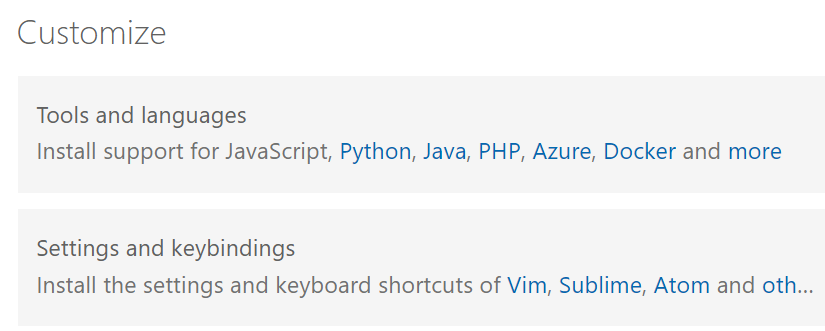 Customize
Tools and languages
Install support for JavaScript, Python, Java, PHP, Azure, Docker and more
Settings and keybindings
Install the settings and keyboard shortcuts of Vim, Sublime, Atom and oth...